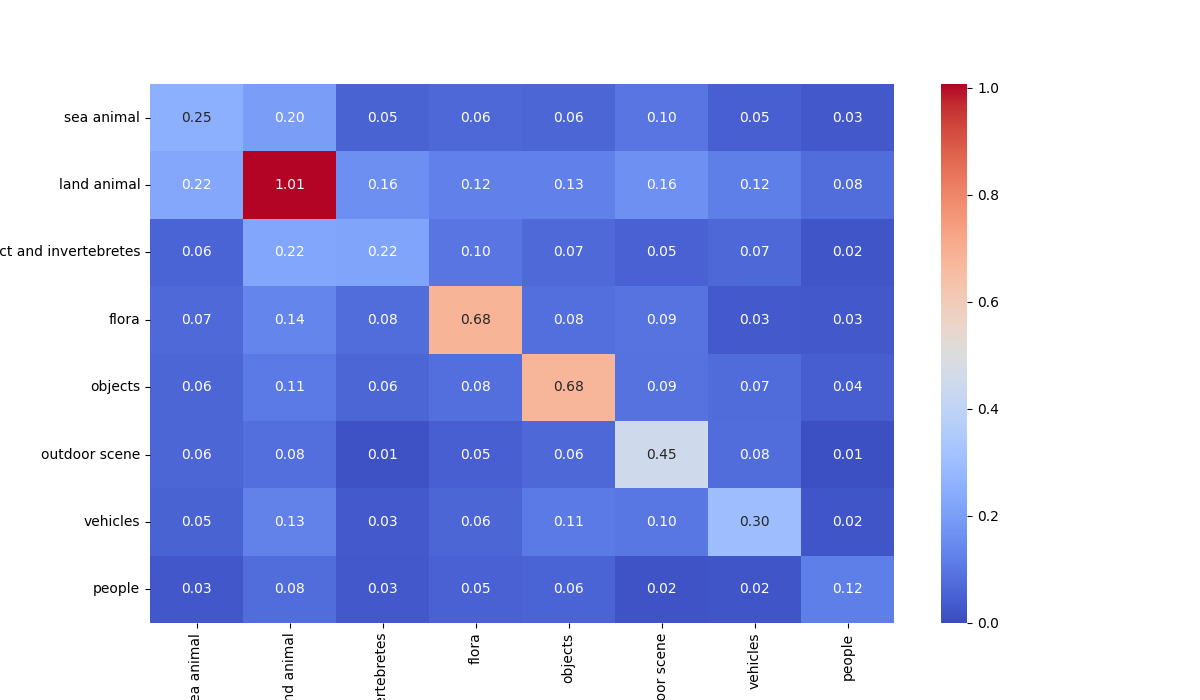 sea animal 0.25 0.20 0.05 0.06 0.06 0.10 0.05 0.03
land animal 0.22 1.01 0.16 0.12 0.13 0.16 0.12 0.08
ct and invertebretes 0.06 0.22 0.22 0.10 0.07 0.05 0.07 0.02
flora 0.07 0.14 0.08 0.68 0.08 0.09 0.03 0.03
objects 0.06 0.11 0.06 0.08 0.68 0.09 0.07 0.04
outdoor scene 0.06 0.08 0.01 0.05 0.06 0.45 0.08 0.01
vehicles 0.05 0.13 0.03 0.06 0.11 0.10 0.30 0.02
people 0.03 0.08 0.03 0.05 0.06 0.02 0.02 0.12
ea animal
nd animal
ertebretes
flora
objects
oor scene
vehicles
people
1.0
0.8
0.6
0.4
0.2
0.0